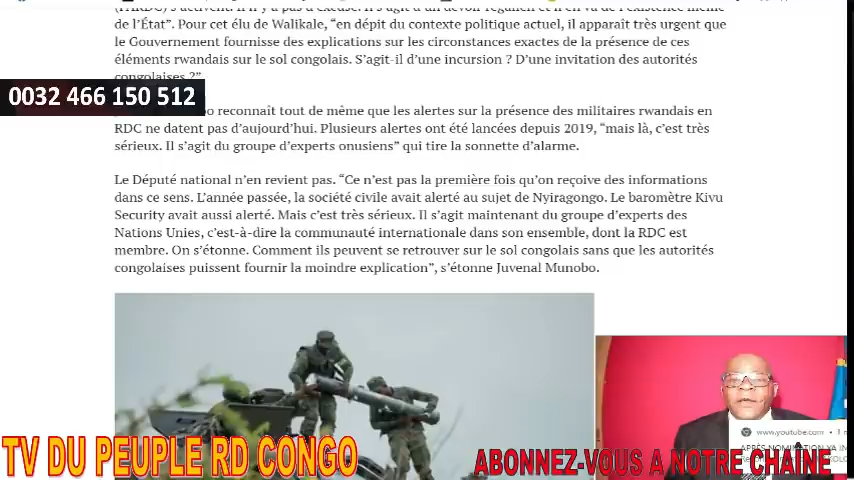 (FARDC) s'activent il n'y a pas d'excuse. Il s'agit d'un devoir régalien et il en va de l'existence même
de l'État". Pour cet élu de Walikale, "en dépit du contexte politique actuel, il apparaît très urgent que
le Gouvernement fournisse des explications sur les circonstances exactes de la présence de ces
éléments rwandais sur le sol congolais. S'agit-il d'une incursion ? D'une invitation des autorités
congolaises ?"
0032 466 150 512
reconnaît tout de même que les alertes sur la présence des militaires rwandais en
RDC ne datent pas d'aujourd'hui. Plusieurs alertes ont été lancées depuis 2019, "mais là, c'est très
sérieux. Il s'agit du groupe d'experts onusiens" qui tire la sonnette d'alarme.
Le Député national n'en revient pas. "Ce n'est pas la première fois qu'on reçoive des informations
dans ce sens. L'année passée, la société civile avait alerté au sujet de Nyiragongo. Le baromètre Kivu
Security avait aussi alerté. Mais c'est très sérieux. Il s'agit maintenant du groupe d'experts des
Nations Unies, c'est-à-dire la communauté internationale dans son ensemble, dont la RDC est
membre. On s'étonne. Comment ils peuvent se retrouver sur le sol congolais sans que les autorités
congolaises puissent fournir la moindre explication", s'étonne Juvenal Munobo.
www.youtube.com
TV DU PEUPLE RD CONGO
ABONNEZ-VOUS A NOTRE CHAÎNE